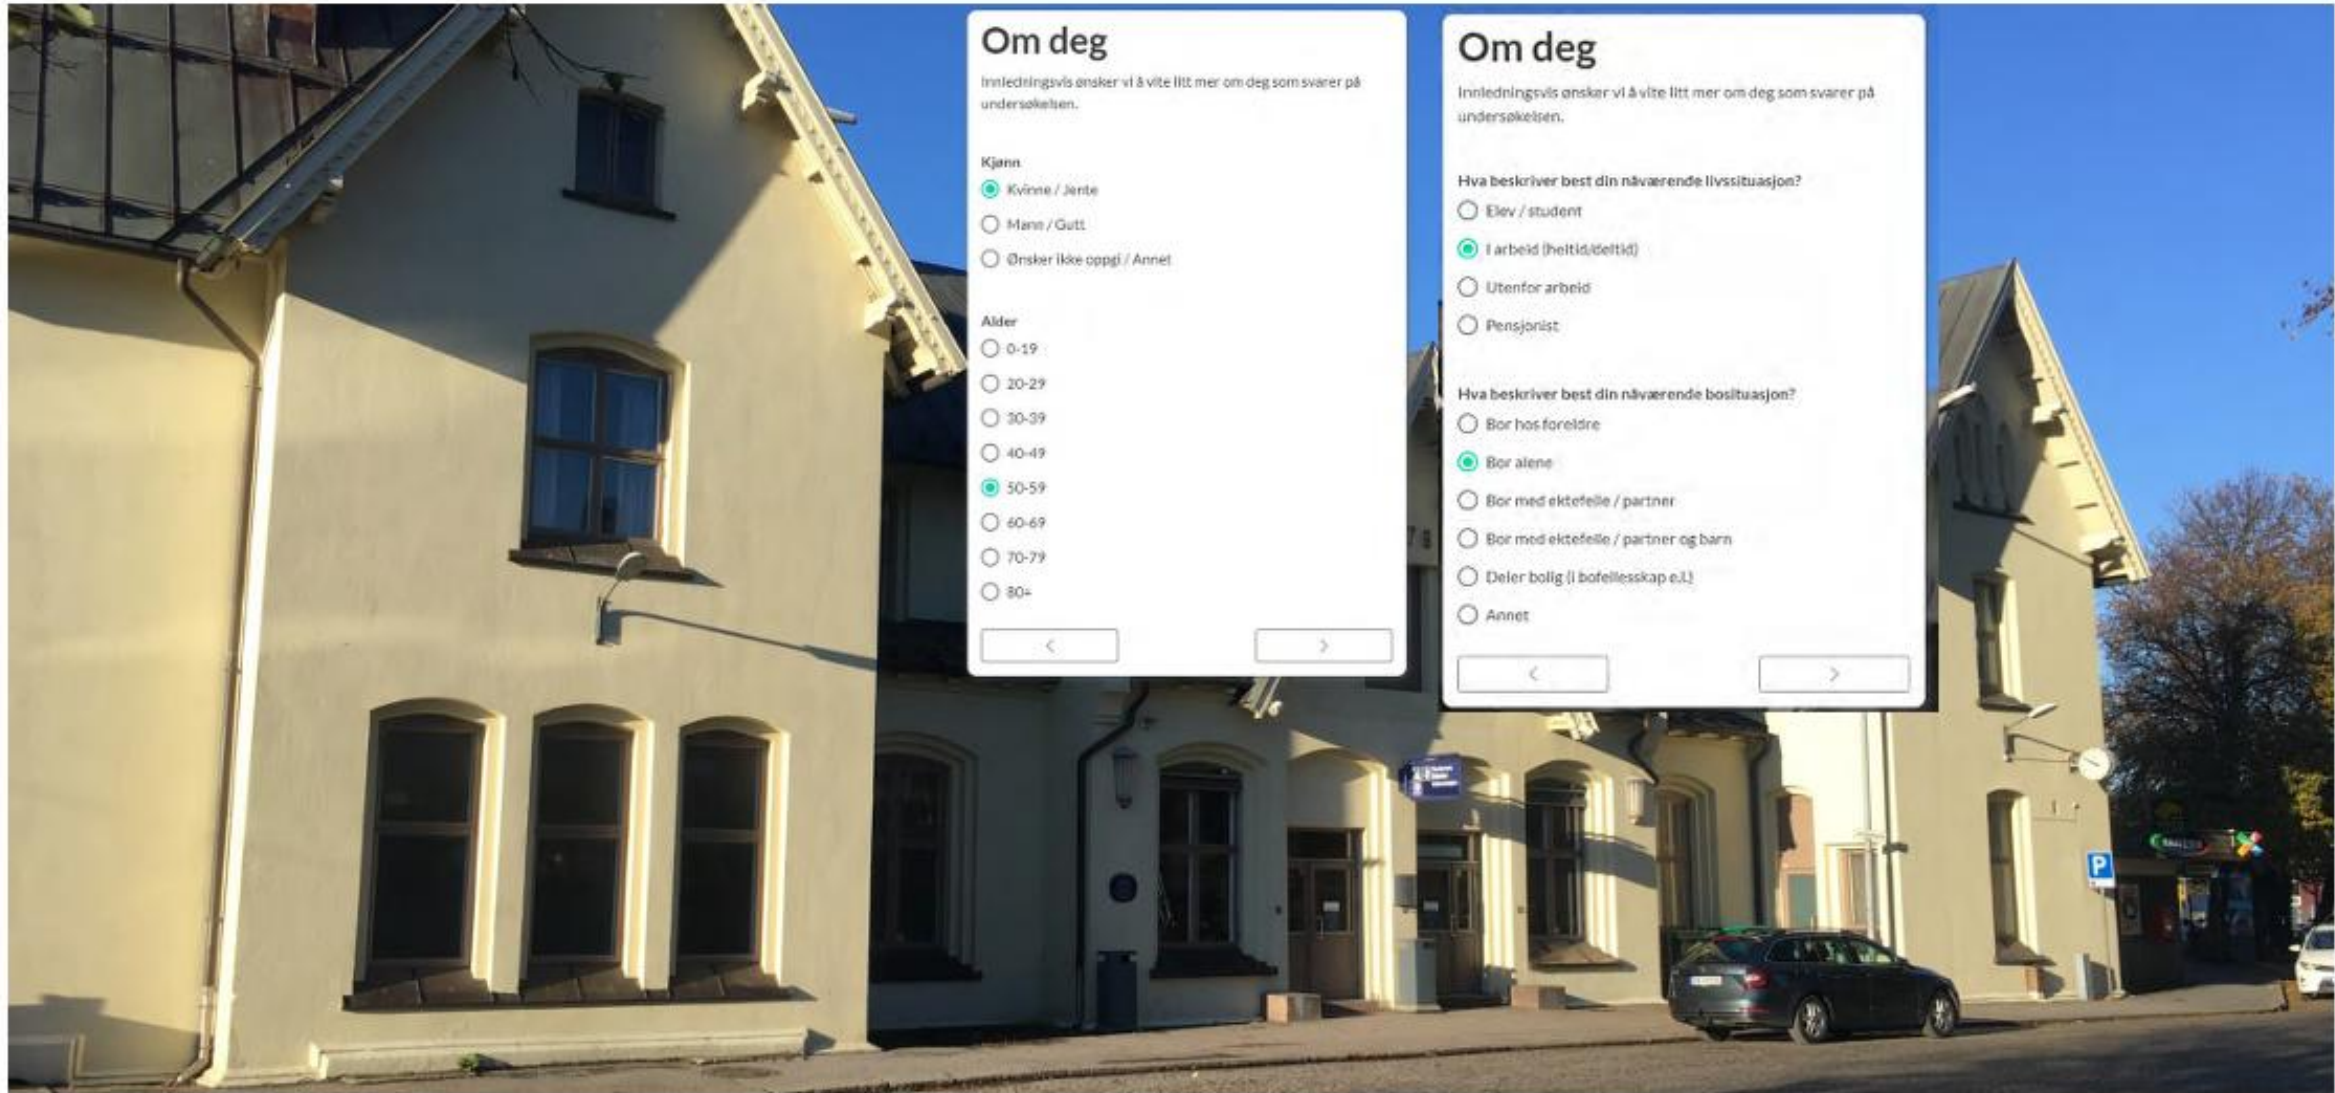 Om deg
Innledningsvis ønsker vi å vite litt mer om deg som svarer på
undersøkelsen.
Kjønn
Kvinne / Jente
Mann / Gutt
Ønsker ikke oppgi / Annet
Alder
0-19
20-29
30-39
40-49
50-59
60-69
70-79
80+
<
>
Om deg
Innledningsvis ønsker vi å vite litt mer om deg som svarer på
undersøkelsen.
Hva beskriver best din nåværende livssituasjon?
Elev / student
I arbeid (heltid/deltid)
Utenfor arbeid
Pensjonist
Hva beskriver best din nåværende bosituasjon?
Bor hos foreldre
Bor alene
Bor med ektefelle / partner
Bor med ektefelle / partner og barn
Deler bolig (i bofellesskap e.l.)
Annet
<
>
7 8
P